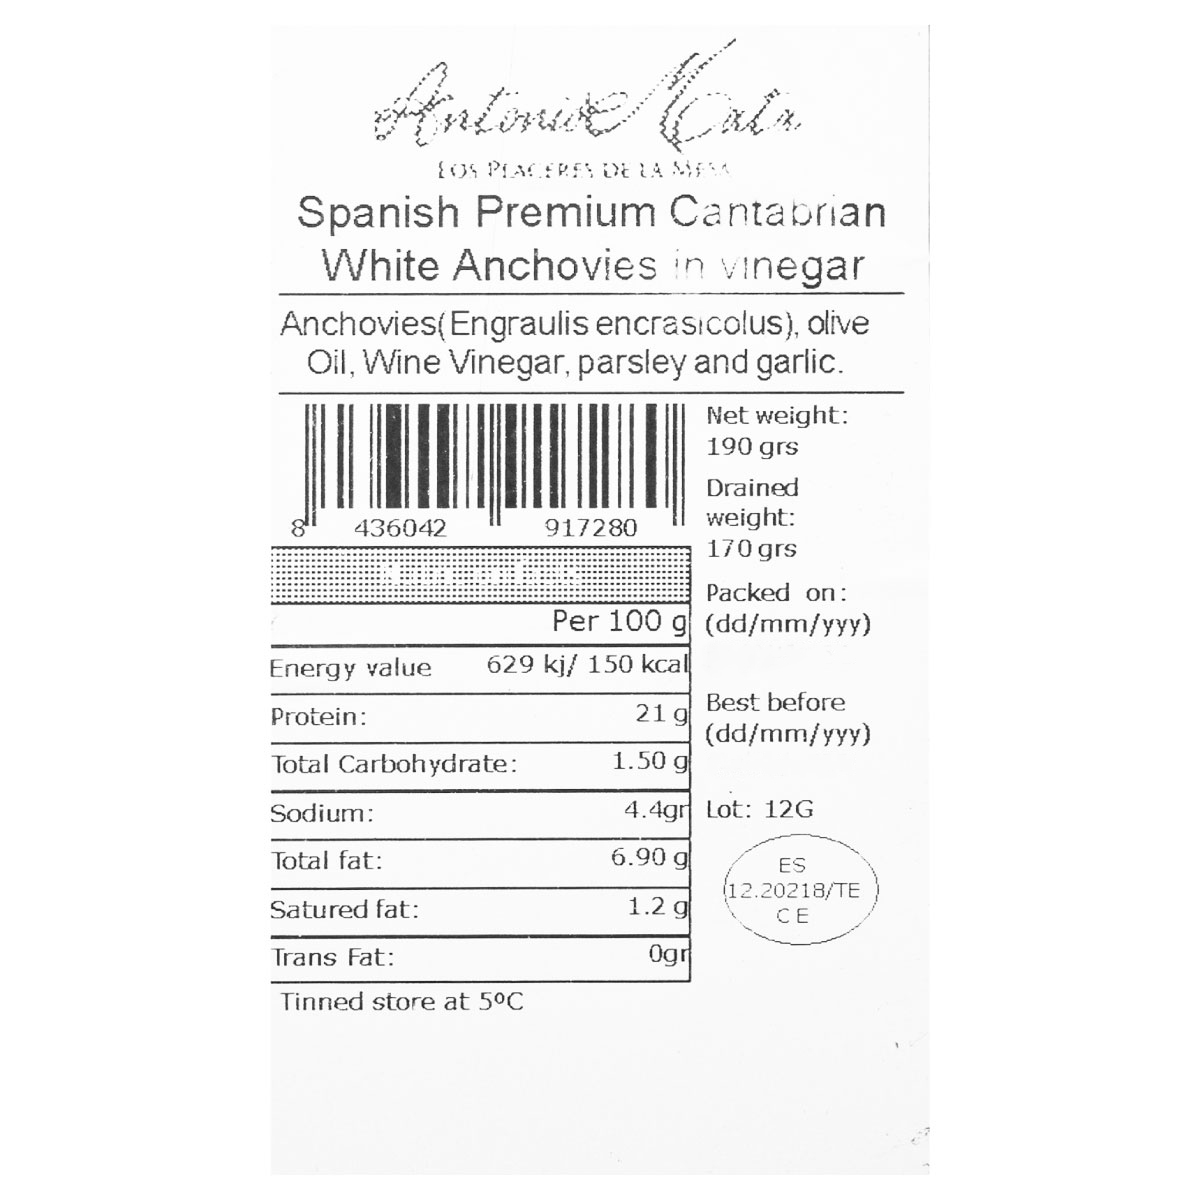 Antonio Mata
LOS PLACERES DE LA MESA
Spanish Premium Cantabrian
White Anchovies in vinegar
Anchovies(Engraulis encrasicolus), olive
Oil, Wine Vinegar, parsley and garlic.
8 436042 917280
Net weight:
190 grs
Drained
weight:
170 grs
Packed on:
(dd/mm/yyy)
Best before
(dd/mm/yyy)
Lot: 12G
ES
12.20218/TE
CE
Per 100 g
Energy value 629 kj/ 150 kcal
Protein: 21 g
Total Carbohydrate: 1.50 g
Sodium: 4.4gr
Total fat: 6.90 g
Satured fat: 1.2 g
Trans Fat: 0gr
Tinned store at 5ºC